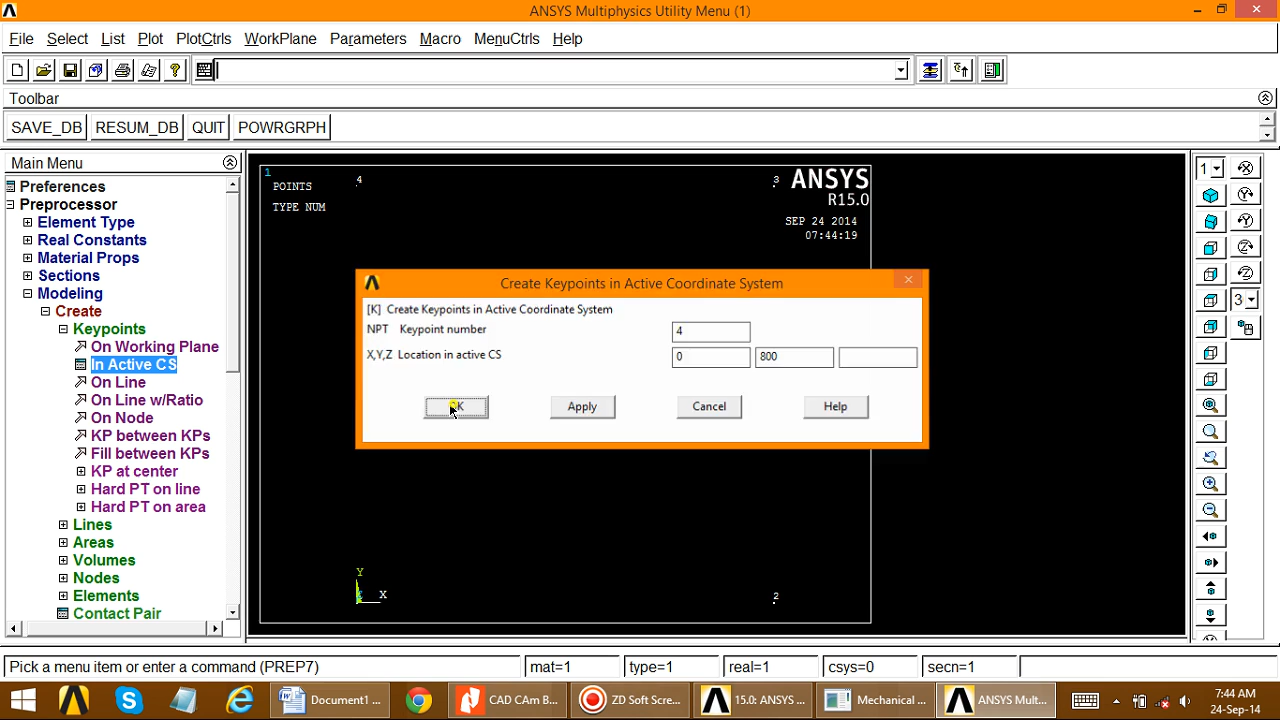 ANSYS Multiphysics Utility Menu (1)
File Select List Plot PlotCtrls WorkPlane Parameters Macro MenuCtrls Help
Toolbar
SAVE_DB RESUM_DB QUIT POWRGRPH
Main Menu
Preferences
Preprocessor
Element Type
Real Constants
Material Props
Sections
Modeling
Create
Keypoints
On Working Plane
In Active CS
On Line
On Line w/Ratio
On Node
KP between KPs
Fill between KPs
KP at center
Hard PT on line
Hard PT on area
Lines
Areas
Volumes
Nodes
Elements
Contact Pair
1
POINTS
TYPE NUM
4
3
ANSYS
R15.0
SEP 24 2014
07:44:19
Create Keypoints in Active Coordinate System
[K] Create Keypoints in Active Coordinate System
NPT Keypoint number 4
X,Y,Z Location in active CS 0 800
OK Apply Cancel Help
Y
X
2
1
3
Pick a menu item or enter a command (PREP7) mat=1 type=1 real=1 csys=0 secn=1
Document1 ... CAD CAm B... ZD Soft Scre... 15.0: ANSYS ... Mechanical ... ANSYS Mult...
7:44 AM
24-Sep-14